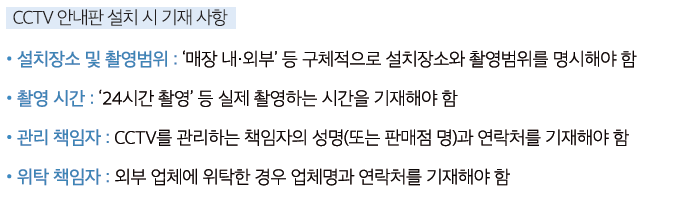 CCTV 안내판 설치 시 기재 사항
• 설치장소 및 촬영범위 : ‘매장 내·외부’ 등 구체적으로 설치장소와 촬영범위를 명시해야 함
• 촬영 시간 : ‘24시간 촬영’ 등 실제 촬영하는 시간을 기재해야 함
• 관리 책임자 : CCTV를 관리하는 책임자의 성명(또는 판매점 명)과 연락처를 기재해야 함
• 위탁 책임자 : 외부 업체에 위탁한 경우 업체명과 연락처를 기재해야 함